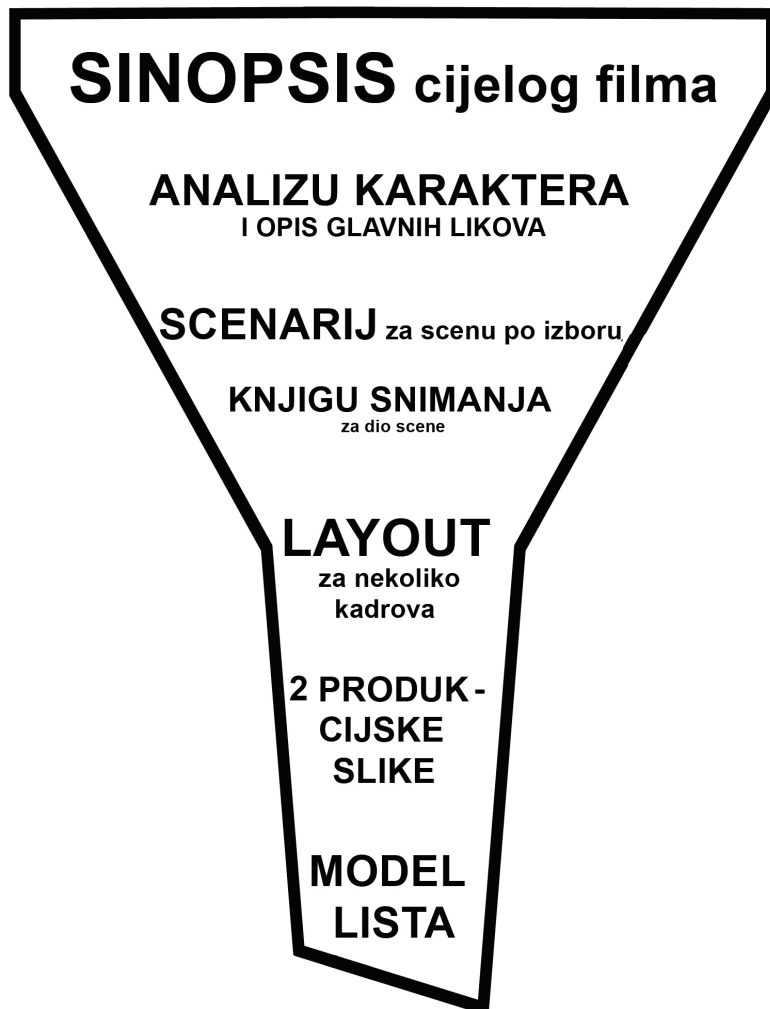 SINOPSIS cijelog filma
ANALIZU KARAKTERA
I OPIS GLAVNIH LIKOVA
SCENARIJ za scenu po izboru
KNJIGU SNIMANJA
za dio scene
LAYOUT
za nekoliko
kadrova
2 PRODUK-
CIJSKE
SLIKE
MODEL
LISTA